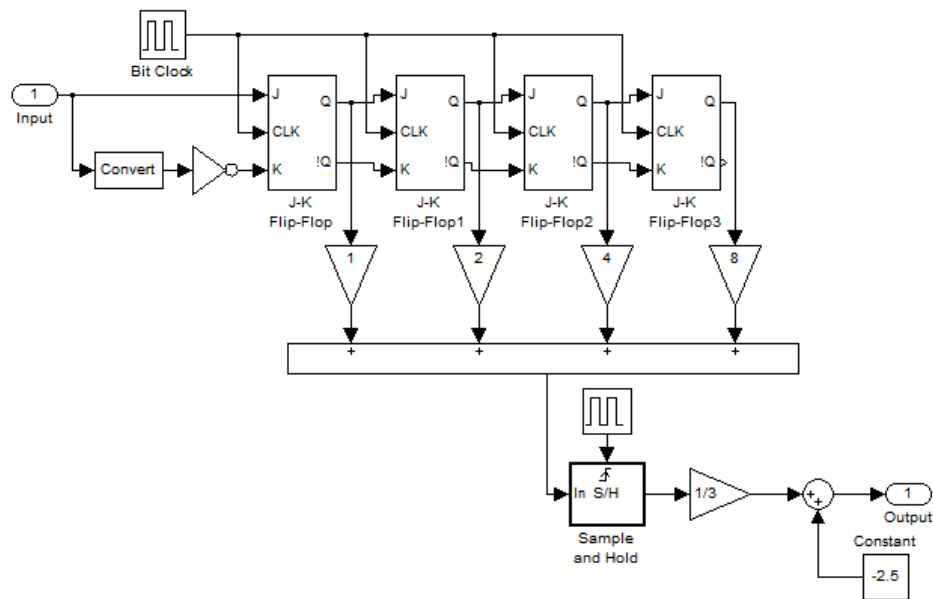 Bit Clock
1
Input
Convert
J
CLK
K
Q
!Q
J-K
Flip-Flop
J
CLK
K
Q
!Q
J-K
Flip-Flop1
J
CLK
K
Q
!Q
J-K
Flip-Flop2
J
CLK
K
Q
!Q
J-K
Flip-Flop3
1
2
4
8
+
+
+
+
In S/H
Sample
and Hold
1/3
+
+
1
Output
Constant
-2.5